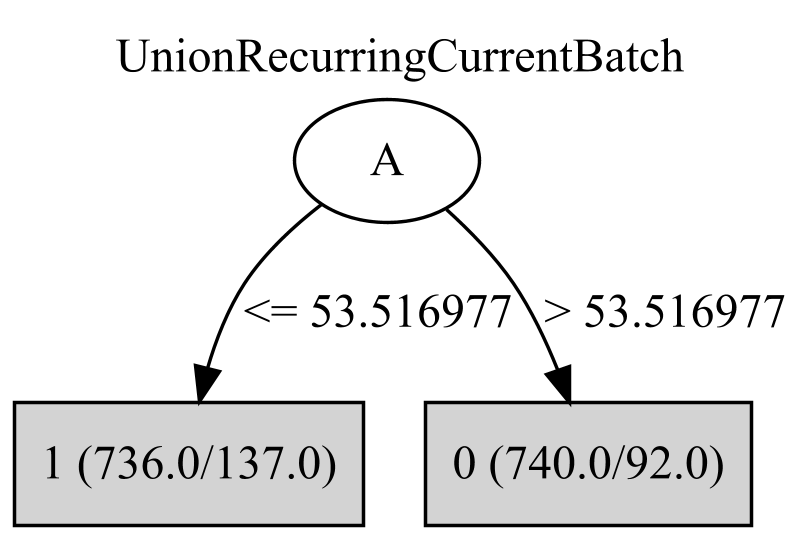 UnionRecurringCurrentBatch
A
<= 53.516977
> 53.516977
1 (736.0/137.0)
0 (740.0/92.0)